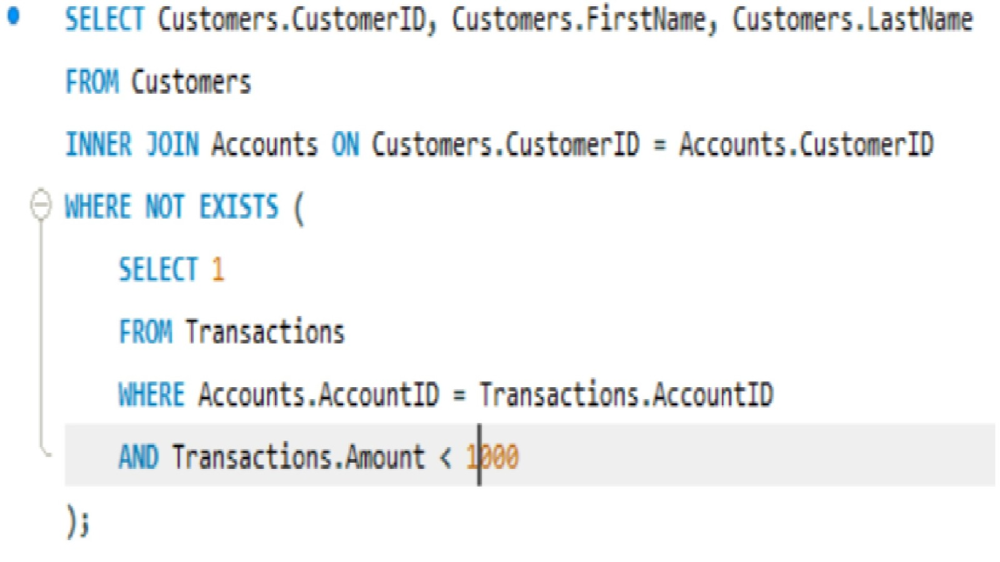 SELECT Customers.CustomerID, Customers.FirstName, Customers.LastName
FROM Customers
INNER JOIN Accounts ON Customers.CustomerID = Accounts.CustomerID
WHERE NOT EXISTS (
SELECT 1
FROM Transactions
WHERE Accounts.AccountID = Transactions.AccountID
AND Transactions.Amount < 1000
);